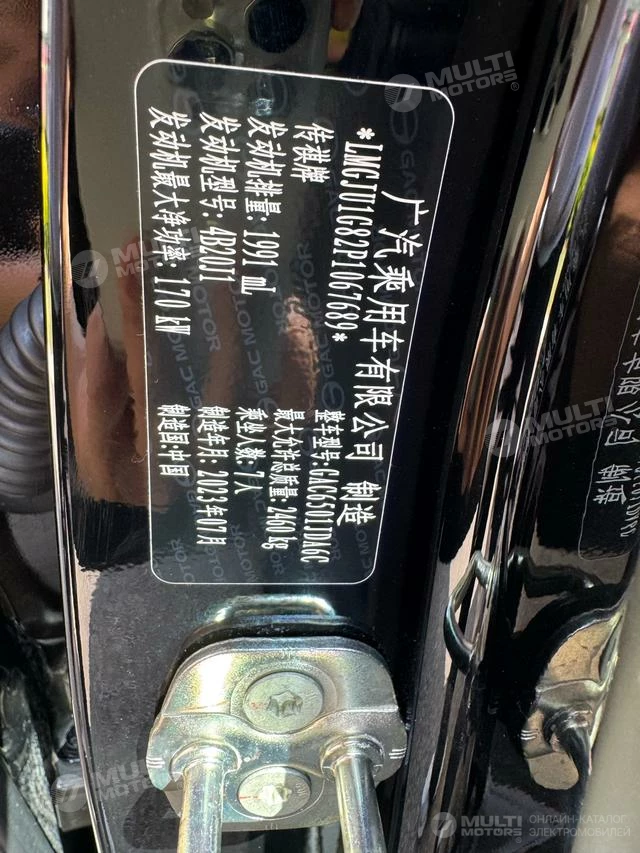 广汽乘用车有限公司 制造
*LMGJU1G82P1067689*
传祺牌
整车型号:GAC6501JDA6C
发动机排量:1991 mL
最大允许总质量:2460 kg
发动机型号:4B20J1
乘坐人数:7人
发动机最大净功率:170 kW
制造年月:2023年07月
制造国:中国
GAC MOTOR
MULTI MOTORS®
MULTI MOTORS
MULTI MOTORS
MULTI MOTORS
MULTI MOTORS
ОНЛАЙН-КАТАЛОГ
ЭЛЕКТРОМОБИЛЕЙ